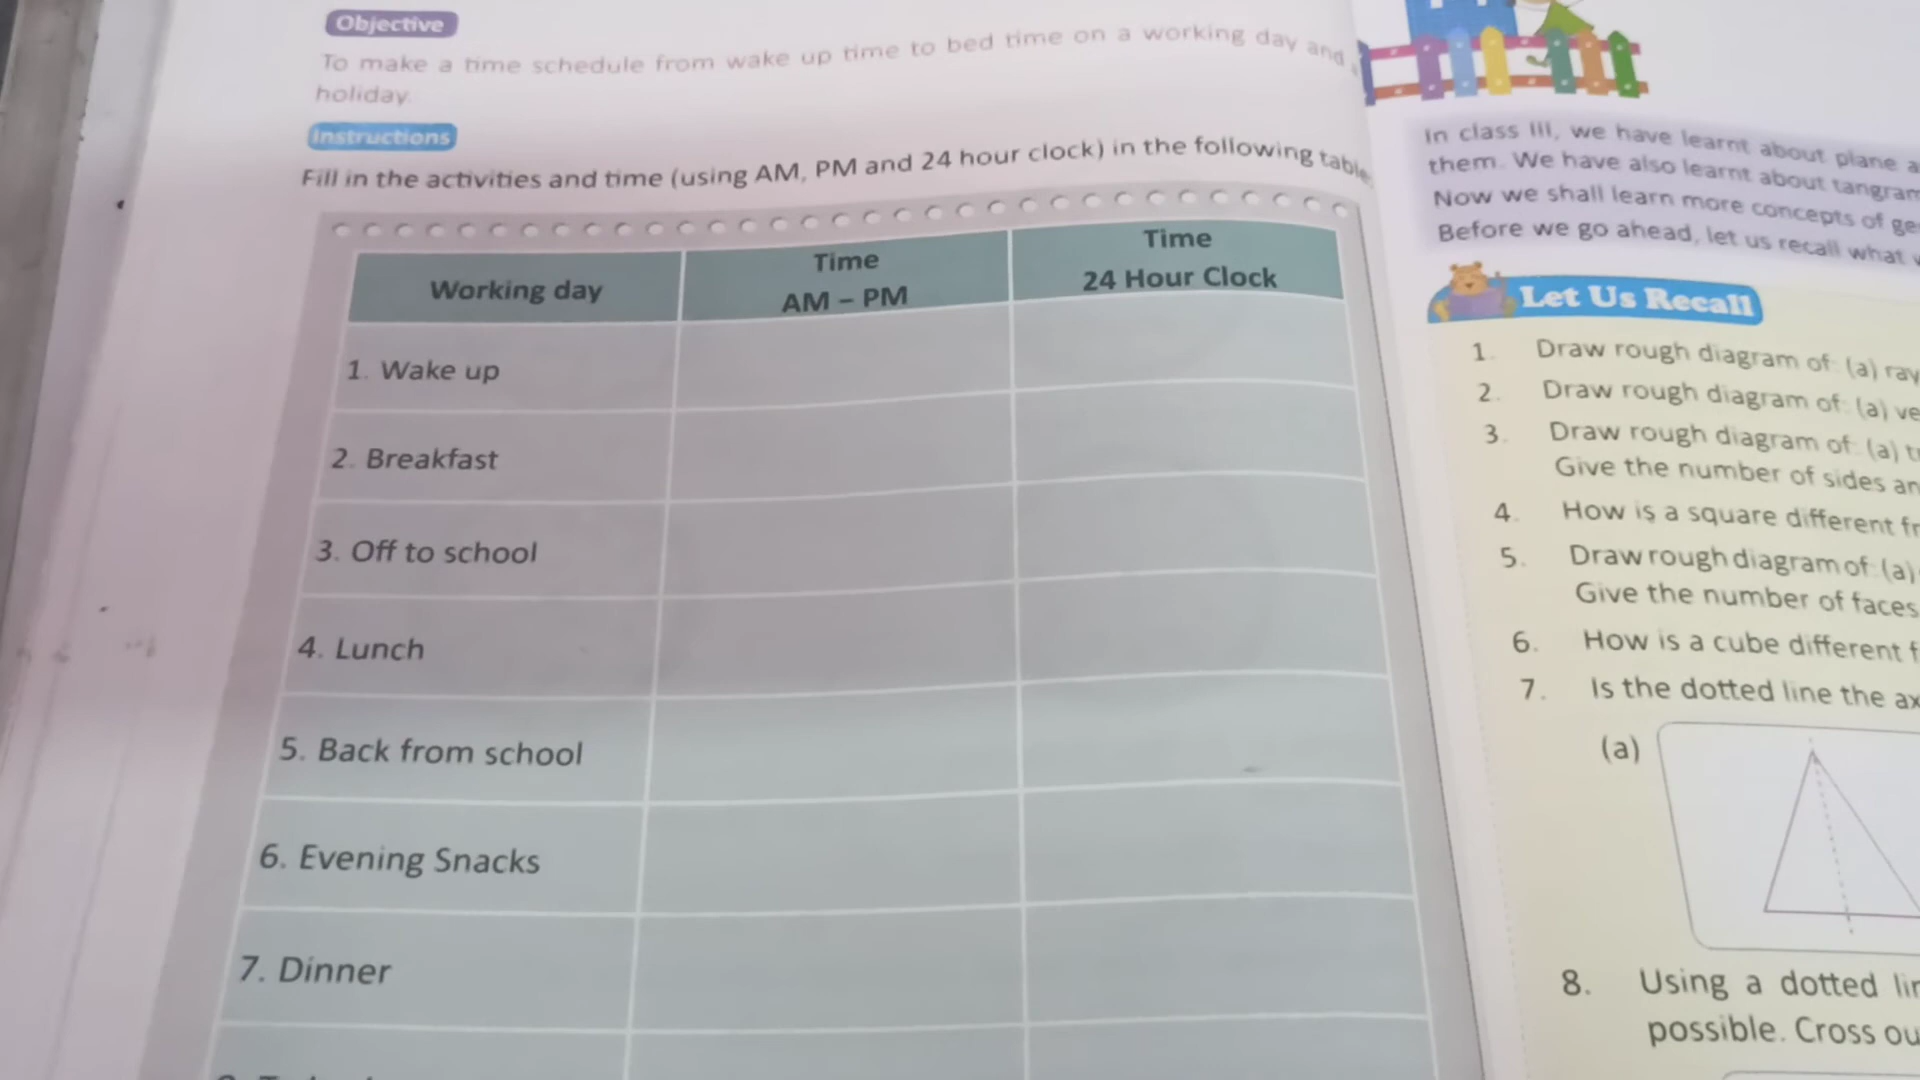 Objective
To make a time schedule from wake up time to bed time on a working day and
holiday.
Instructions
Fill in the activities and time (using AM, PM and 24 hour clock) in the following table
Working day
Time
AM – PM
Time
24 Hour Clock
1. Wake up
2. Breakfast
3. Off to school
4. Lunch
5. Back from school
6. Evening Snacks
7. Dinner
In class III, we have learnt about plane
them. We have also learnt about
Now we shall learn more concepts of
Before we go ahead, let us recall what
Let Us Recall
1. Draw rough diagram of: (a) ray
2. Draw rough diagram of: (a)
3. Draw rough diagram of: (a)
Give the number of sides
4. How is a square different
5. Draw rough diagram of: (a)
Give the number of faces
6. How is a cube different
7. Is the dotted line the
(a)
8. Using a dotted
possible. Cross